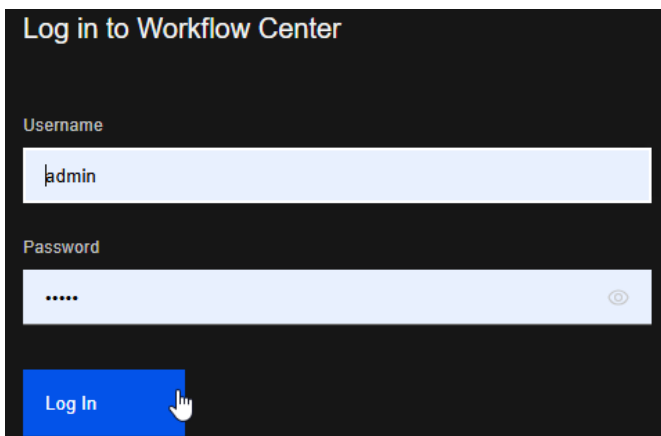 Log in to Workflow Center
Username
admin
Password
•••••
Log In